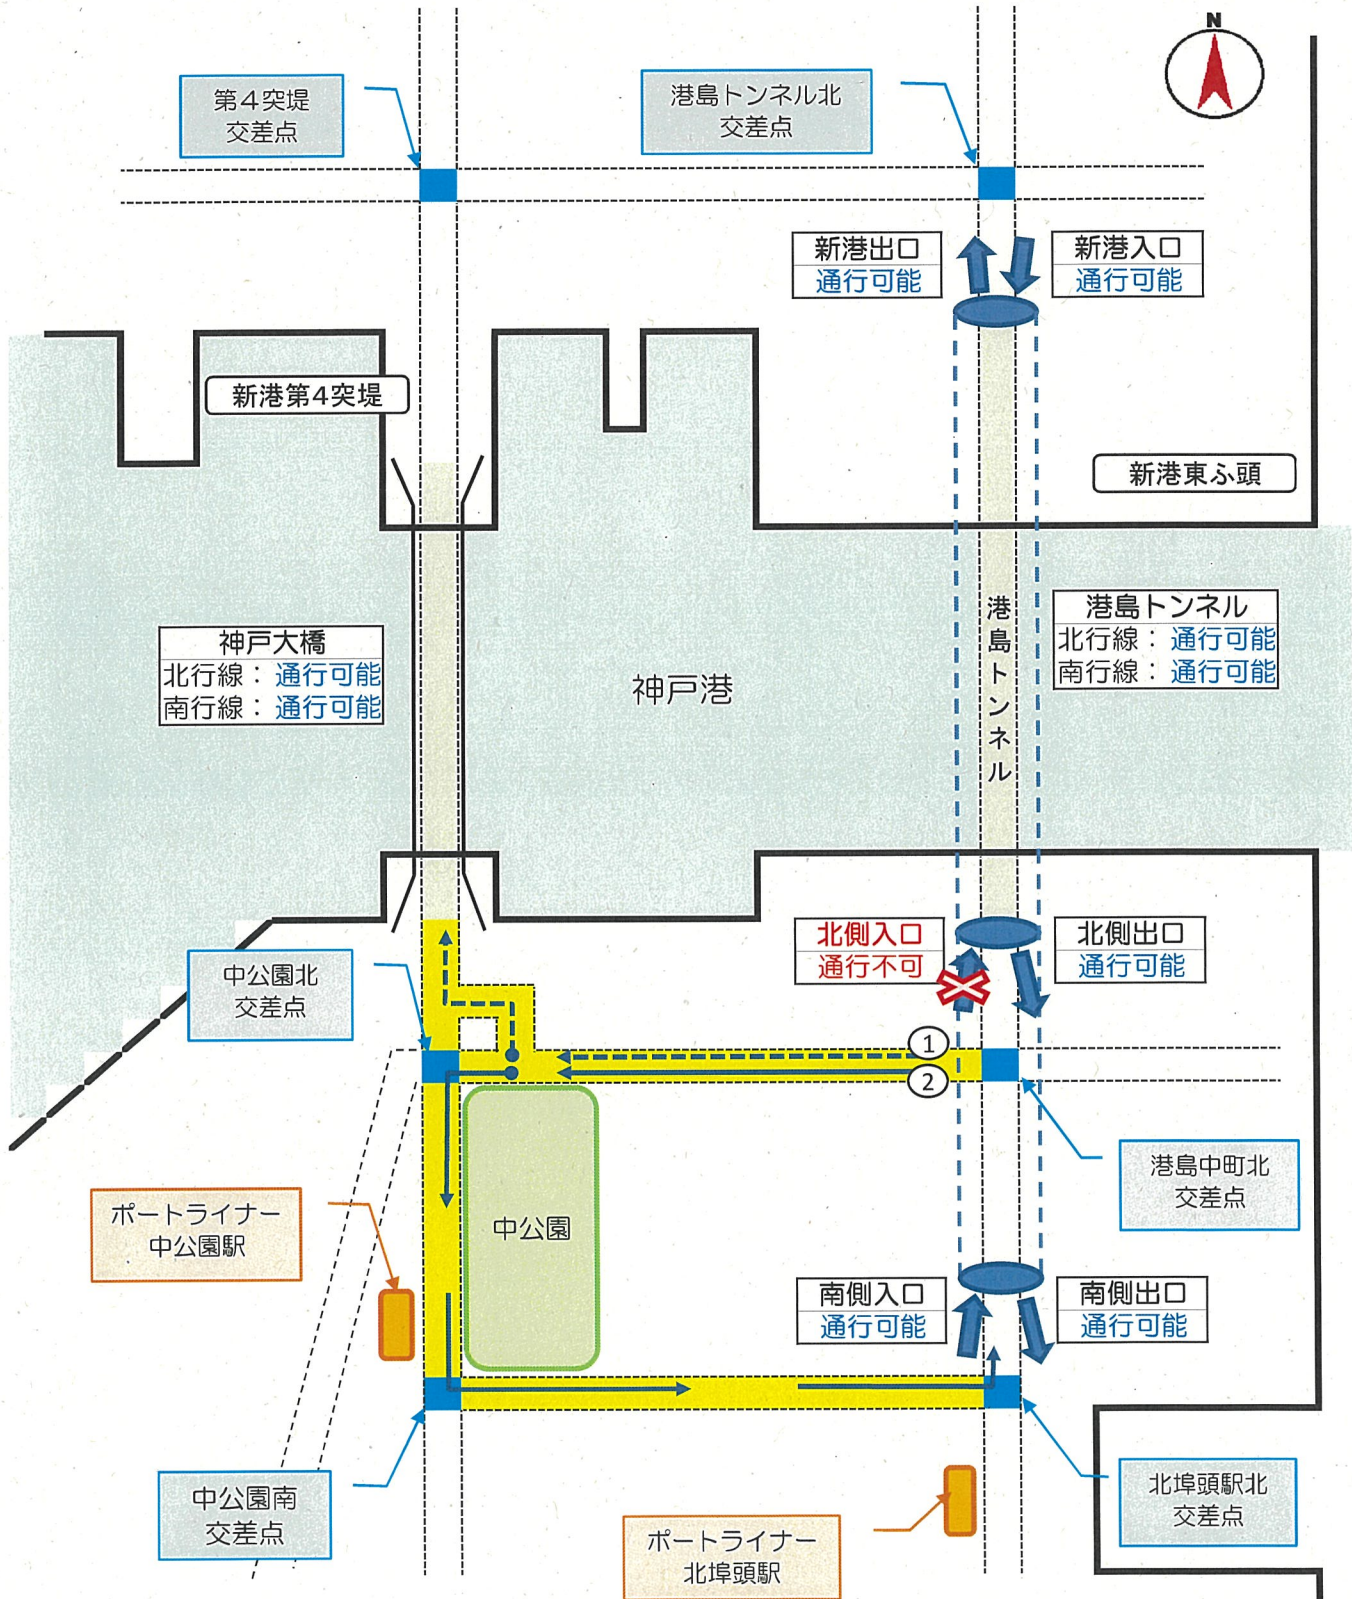 N
第4突堤
交差点
港島トンネル北
交差点
新港出口
通行可能
新港入口
通行可能
新港第4突堤
新港東ふ頭
神戸大橋
北行線：通行可能
南行線：通行可能
神戸港
港島トンネル
港島トンネル
北行線：通行可能
南行線：通行可能
北側入口
通行不可
北側出口
通行可能
中公園北
交差点
①
②
港島中町北
交差点
ポートライナー
中公園駅
中公園
南側入口
通行可能
南側出口
通行可能
中公園南
交差点
ポートライナー
北埠頭駅
北埠頭駅北
交差点